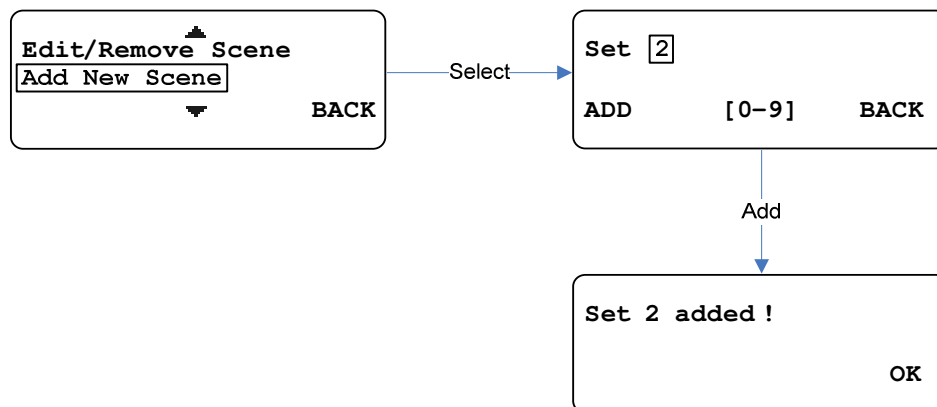 Edit/Remove Scene
Add New Scene
BACK
Select
Set 2
ADD [0-9] BACK
Add
Set 2 added!
OK